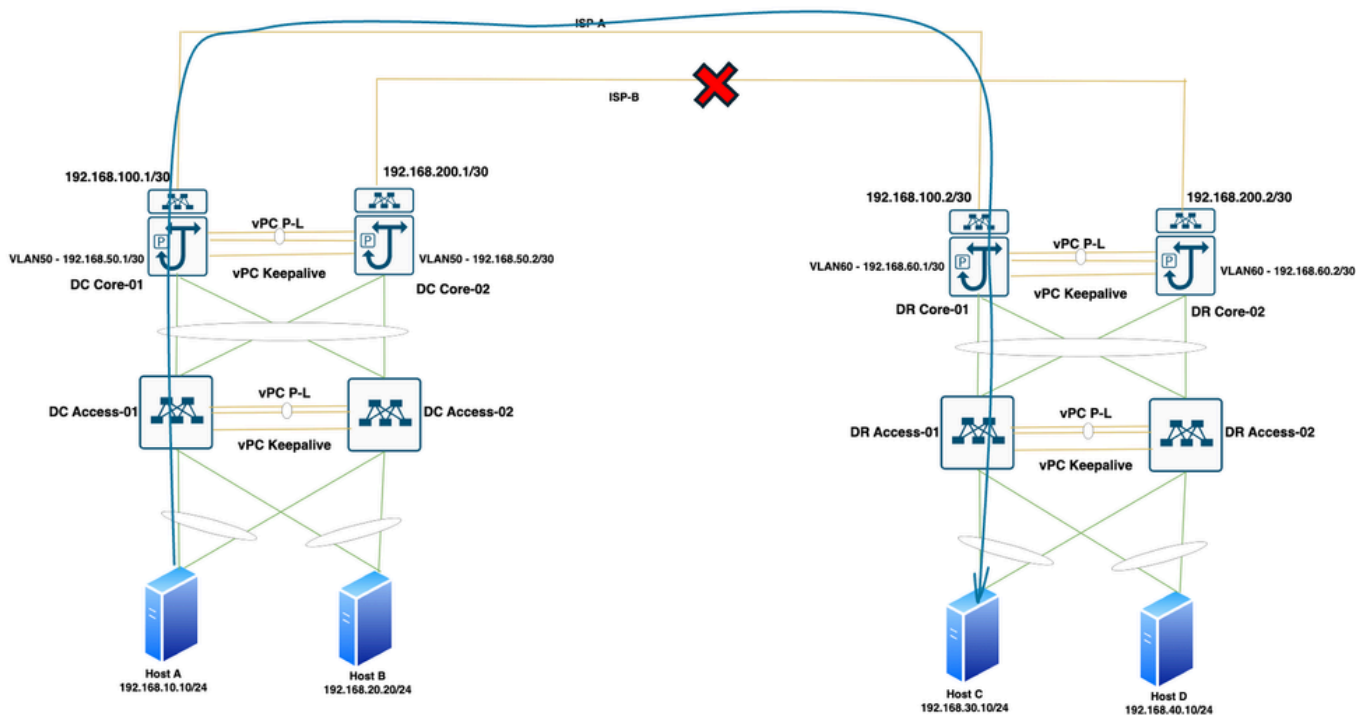 ISP-A
ISP-B
192.168.100.1/30
192.168.200.1/30
192.168.100.2/30
192.168.200.2/30
vPC P-L
P
P
VLAN50 - 192.168.50.1/30
VLAN50 - 192.168.50.2/30
vPC Keepalive
DC Core-01
DC Core-02
vPC P-L
P
P
VLAN60 - 192.168.60.1/30
VLAN60 - 192.168.60.2/30
vPC Keepalive
DR Core-01
DR Core-02
DC Access-01
vPC P-L
DC Access-02
vPC Keepalive
DR Access-01
vPC P-L
DR Access-02
vPC Keepalive
Host A
192.168.10.10/24
Host B
192.168.20.20/24
Host C
192.168.30.10/24
Host D
192.168.40.10/24